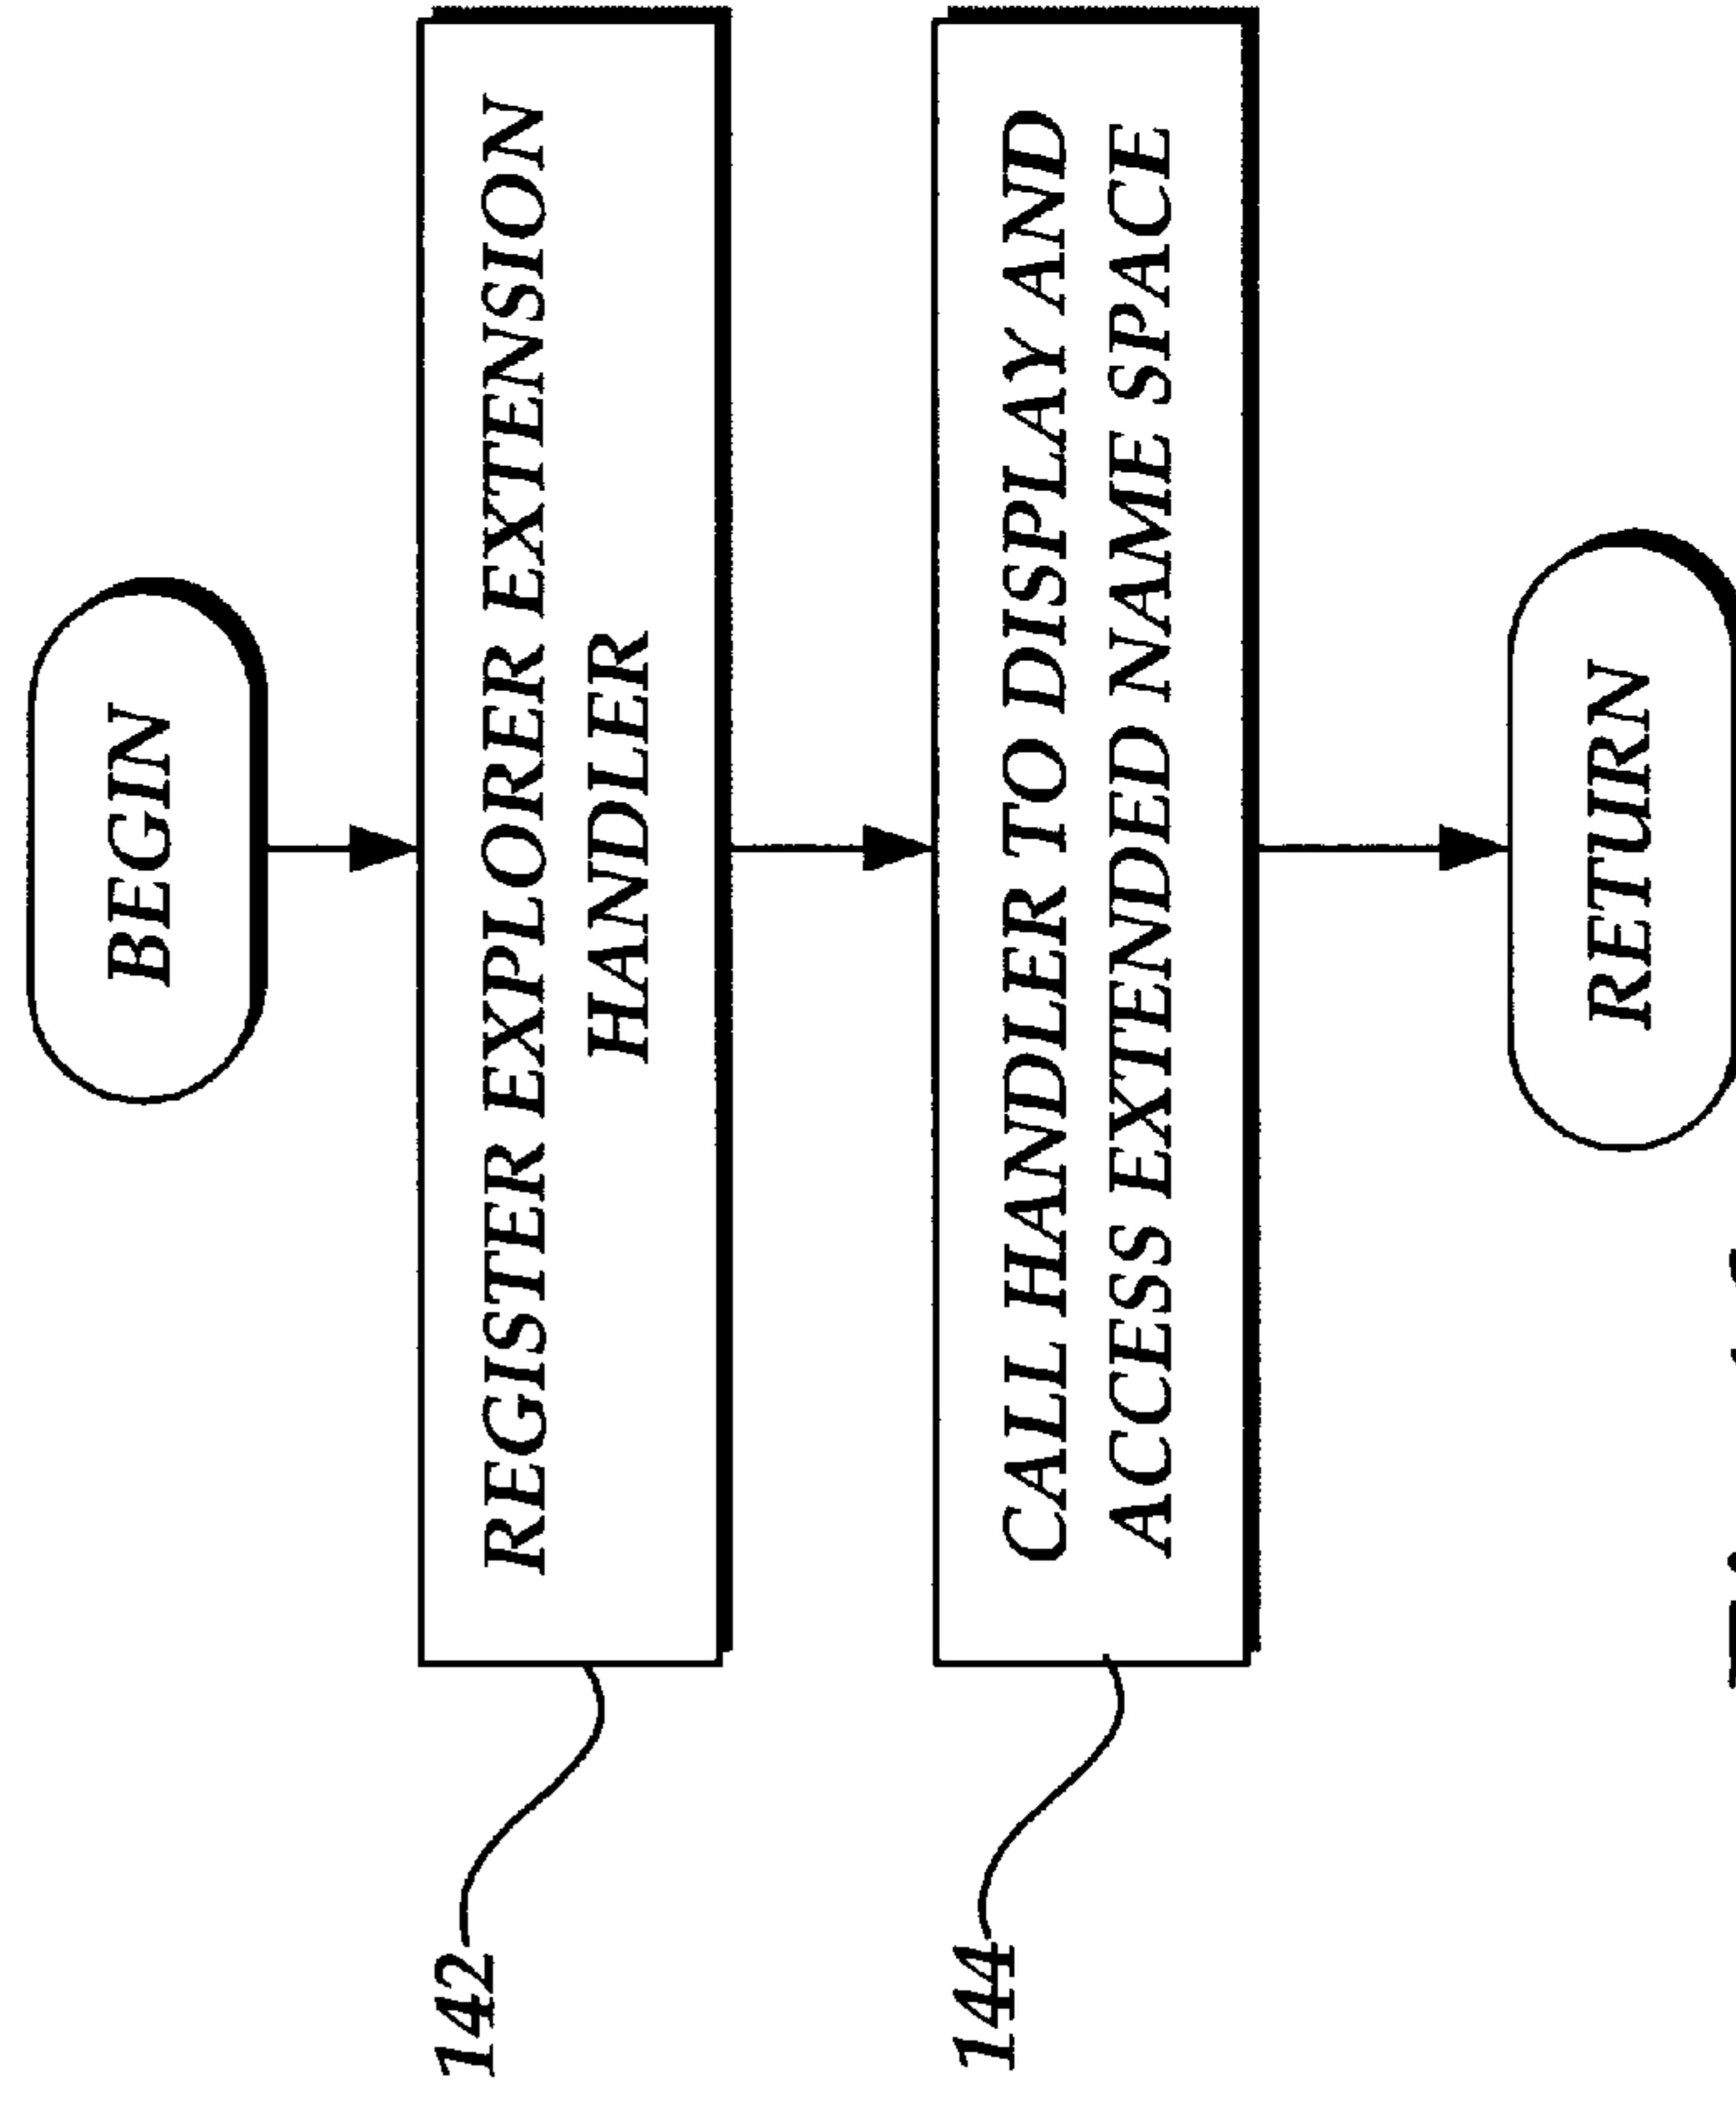 BEGIN
REGISTER EXPLORER EXTENSION
HANDLER
142
CALL HANDLER TO DISPLAY AND
ACCESS EXTENDED NAME SPACE
144
RETURN